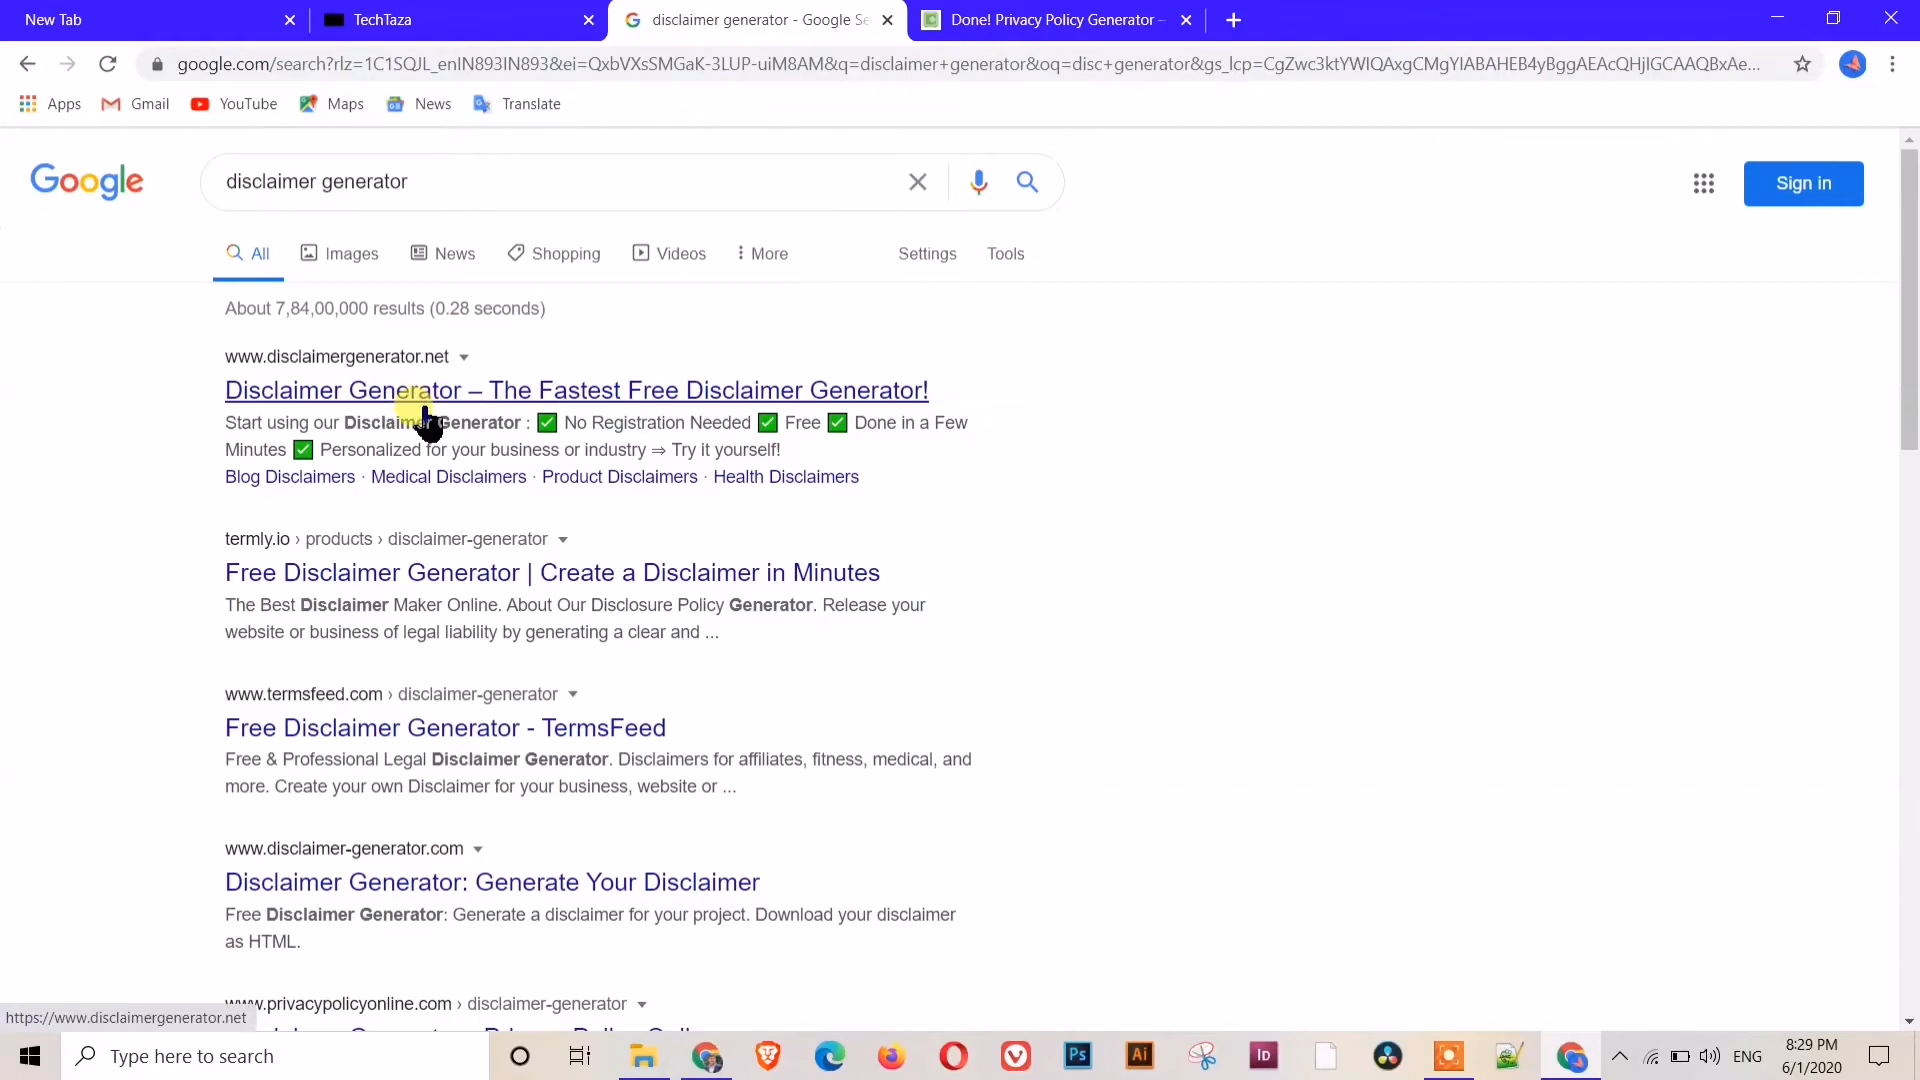 New Tab
TechTaza
disclaimer generator - Google Se
Done! Privacy Policy Generator –
google.com/search?rlz=1C1SQJL_enIN893IN893&ei=QxbVXsSMGaK-3LUP-uiM8AM&q=disclaimer+generator&oq=disc+generator&gs_lcp=CgZwc3ktYWIQAxgCMgYIABAHEB4yBggAEAcQHjIGCAAQBxAe...
Apps
Gmail
YouTube
Maps
News
Translate
Google
disclaimer generator
Sign in
All
Images
News
Shopping
Videos
More
Settings
Tools
About 7,84,00,000 results (0.28 seconds)
www.disclaimergenerator.net
Disclaimer Generator – The Fastest Free Disclaimer Generator!
Start using our Disclaimer Generator : ✅ No Registration Needed ✅ Free ✅ Done in a Few
Minutes ✅ Personalized for your business or industry ⇒ Try it yourself!
Blog Disclaimers · Medical Disclaimers · Product Disclaimers · Health Disclaimers
termly.io › products › disclaimer-generator
Free Disclaimer Generator | Create a Disclaimer in Minutes
The Best Disclaimer Maker Online. About Our Disclosure Policy Generator. Release your
website or business of legal liability by generating a clear and ...
www.termsfeed.com › disclaimer-generator
Free Disclaimer Generator - TermsFeed
Free & Professional Legal Disclaimer Generator. Disclaimers for affiliates, fitness, medical, and
more. Create your own Disclaimer for your business, website or ...
www.disclaimer-generator.com
Disclaimer Generator: Generate Your Disclaimer
Free Disclaimer Generator: Generate a disclaimer for your project. Download your disclaimer
as HTML.
www.privacypolicyonline.com › disclaimer-generator
https://www.disclaimergenerator.net
Type here to search
Ps
Ai
ID
ENG
8:29 PM
6/1/2020